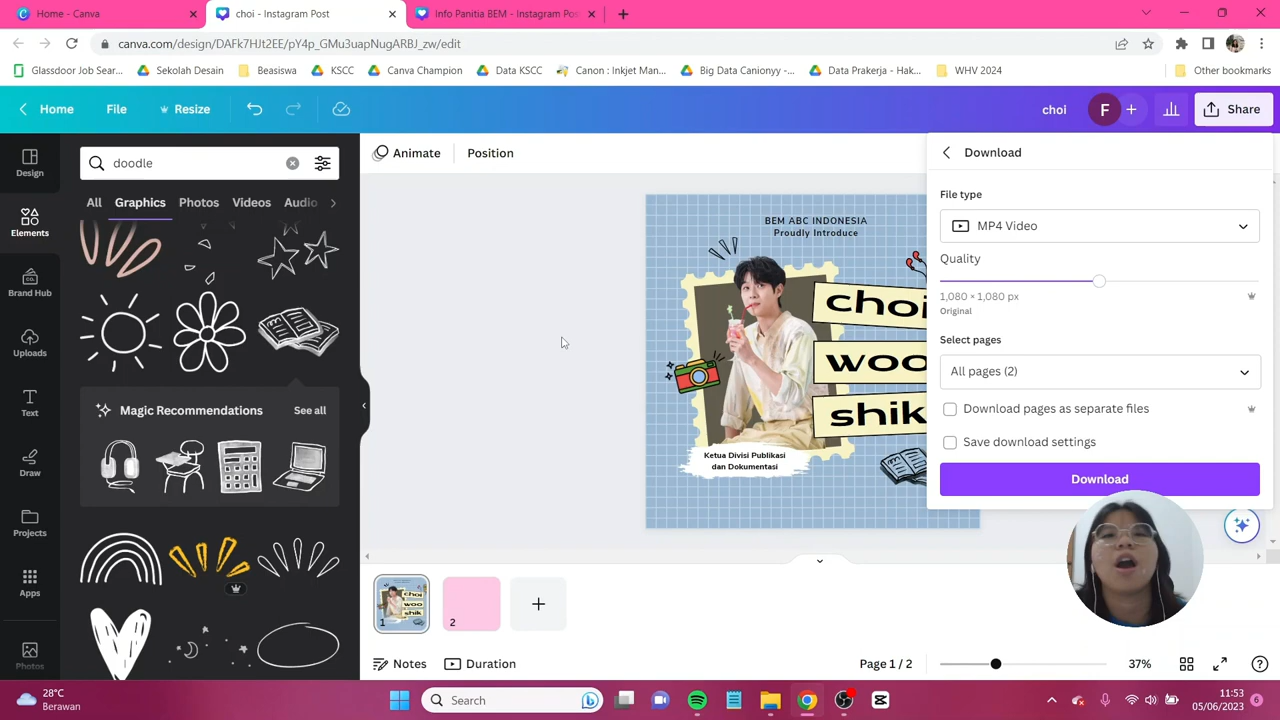 Home - Canva
choi - Instagram Post
Info Panitia BEM - Instagram Pos
canva.com/design/DAFk7HJt2EE/pY4p_GMu3uapNugARBJ_zw/edit
Glassdoor Job Sear...
Sekolah Desain
Beasiswa
KSCC
Canva Champion
Data KSCC
Canon : Inkjet Man...
Big Data Canionyy -...
Data Prakerja - Hak...
WHV 2024
Other bookmarks
Home
File
Resize
choi
F
Share
Design
Elements
Brand Hub
Uploads
Text
Draw
Projects
Apps
Photos
doodle
All
Graphics
Photos
Videos
Audio
Magic Recommendations
See all
Animate
Position
BEM ABC INDONESIA
Proudly Introduce
choi
woo
shik
Ketua Divisi Publikasi
dan Dokumentasi
Download
File type
MP4 Video
Quality
1,080 × 1,080 px
Original
Select pages
All pages (2)
Download pages as separate files
Save download settings
Download
choi
woo
shik
1
2
Notes
Duration
Page 1 / 2
37%
28°C
Berawan
Search
11:53
05/06/2023
6